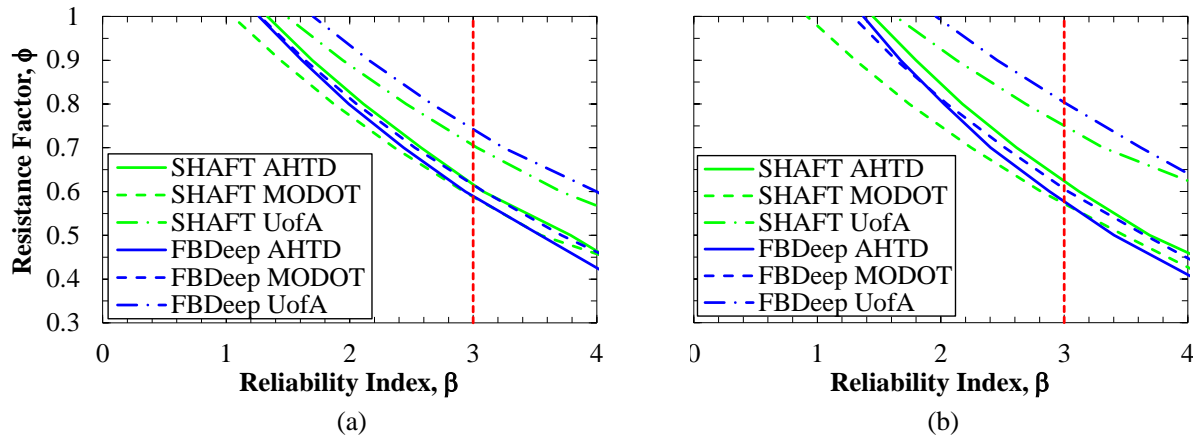 Resistance Factor, ϕ
1
0.9
0.8
0.7
0.6
0.5
0.4
0.3
SHAFT AHTD
SHAFT MODOT
SHAFT UofA
FBDeep AHTD
FBDeep MODOT
FBDeep UofA
0 1 2 3 4
Reliability Index, β
(a)
SHAFT AHTD
SHAFT MODOT
SHAFT UofA
FBDeep AHTD
FBDeep MODOT
FBDeep UofA
0 1 2 3 4
Reliability Index, β
(b)